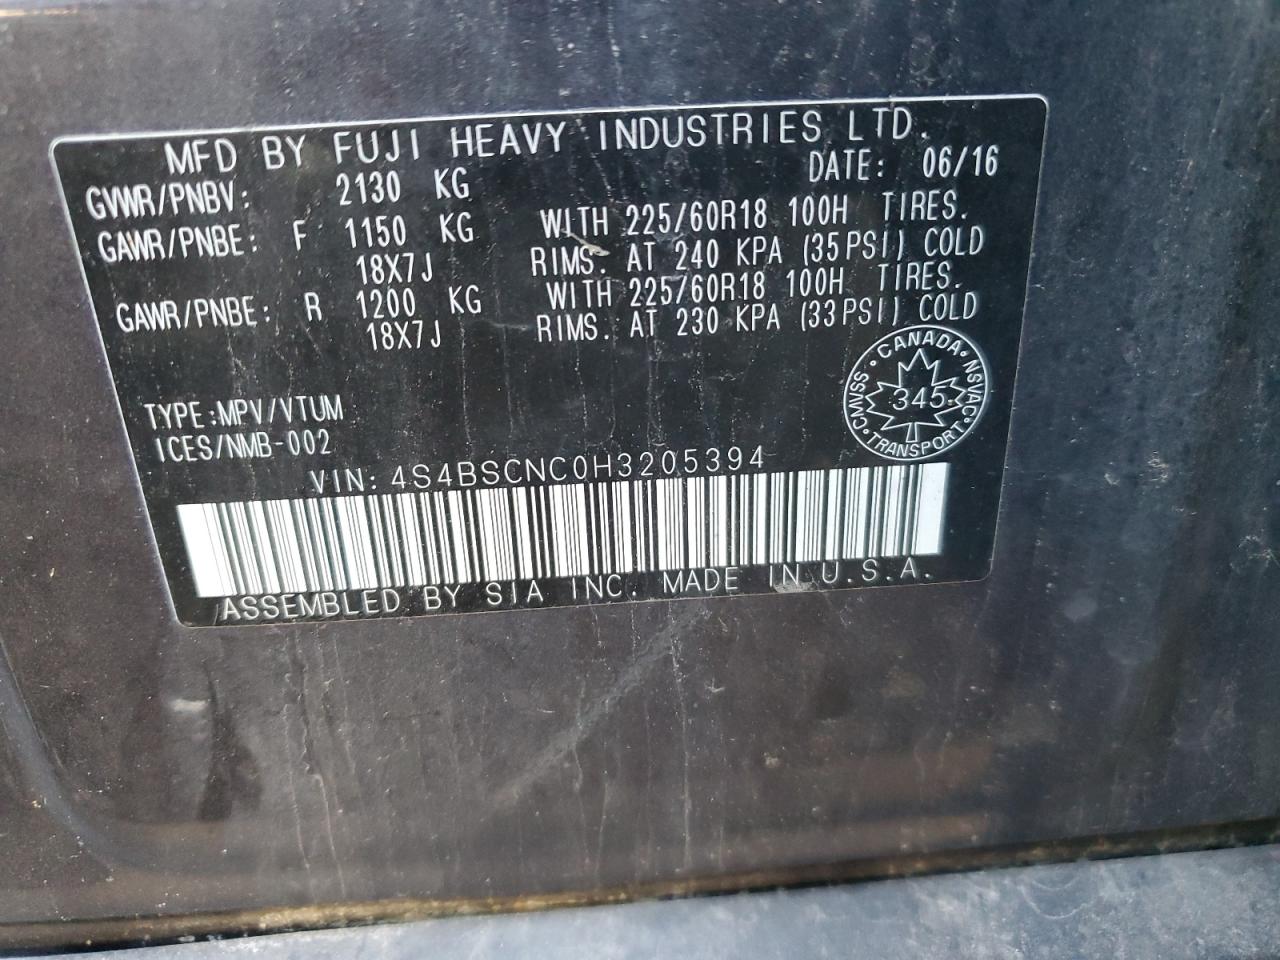 MFD BY FUJI HEAVY INDUSTRIES LTD.
DATE: 06/16
GVWR/PNBV: 2130 KG
GAWR/PNBE: F 1150 KG WITH 225/60R18 100H TIRES.
18X7J RIMS. AT 240 KPA (35PSI) COLD
GAWR/PNBE: R 1200 KG WITH 225/60R18 100H TIRES.
18X7J RIMS. AT 230 KPA (33PSI) COLD
CANADA · NSVAC · TRANSPORT · CMVSS ·
345
TYPE:MPV/VTUM
ICES/NMB-002
VIN: 4S4BSCNC0H3205394
ASSEMBLED BY SIA INC. MADE IN U.S.A.